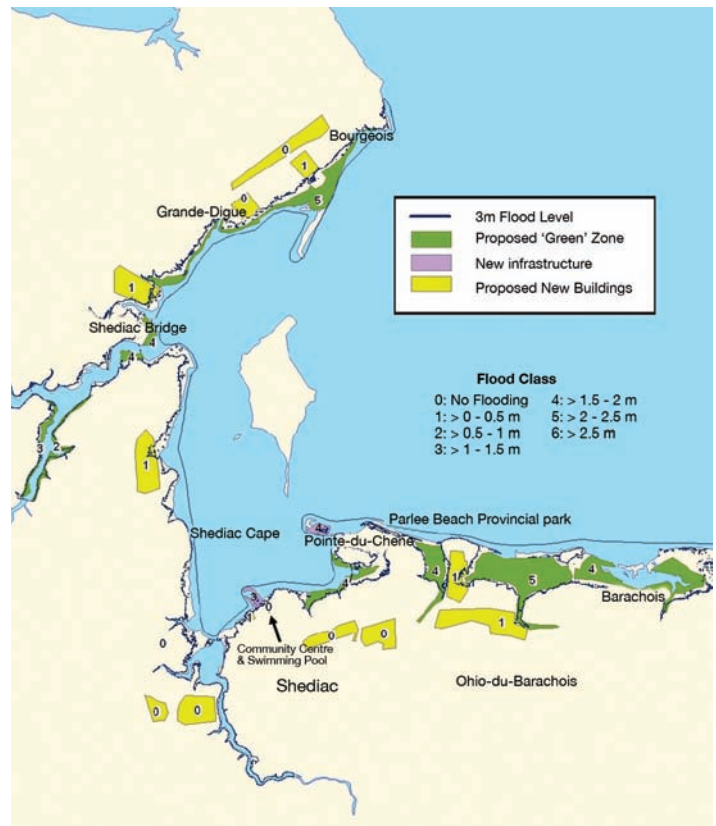 Bourgeois
0
1
5
0
Grande-Digue
3m Flood Level
Proposed 'Green' Zone
New infrastructure
Proposed New Buildings
1
Shediac Bridge
4
4
Flood Class
0: No Flooding 4: > 1.5 - 2 m
1: > 0 - 0.5 m 5: > 2 - 2.5 m
2: > 0.5 - 1 m 6: > 2.5 m
3: > 1 - 1.5 m
3
2
1
Shediac Cape
4
Parlee Beach Provincial park
Pointe-du-Chene
4
4
1
5
4
Barachois
3
0
1
1
0
0
0
Community Centre
& Swimming Pool
Shediac
Ohio-du-Barachois
0
0